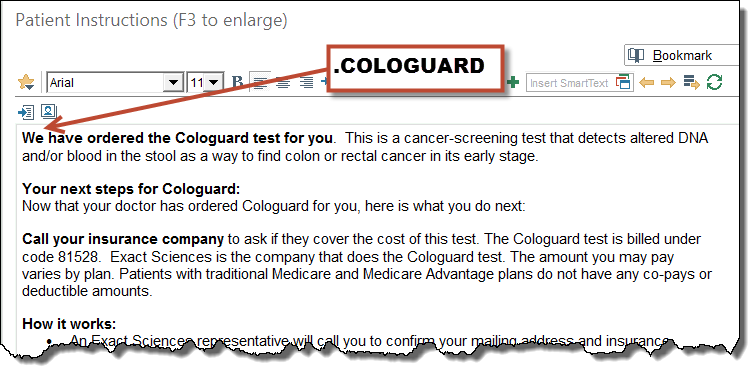 Patient Instructions (F3 to enlarge)
.COLOGUARD
Bookmark
Arial 11 B Insert SmartText
We have ordered the Cologuard test for you.  This is a cancer-screening test that detects altered DNA
and/or blood in the stool as a way to find colon or rectal cancer in its early stage.
Your next steps for Cologuard:
Now that your doctor has ordered Cologuard for you, here is what you do next:
Call your insurance company to ask if they cover the cost of this test. The Cologuard test is billed under
code 81528.  Exact Sciences is the company that does the Cologuard test. The amount you may pay
varies by plan. Patients with traditional Medicare and Medicare Advantage plans do not have any co-pays or
deductible amounts.
How it works:
• An Exact Sciences representative will call you to confirm your mailing address and insurance